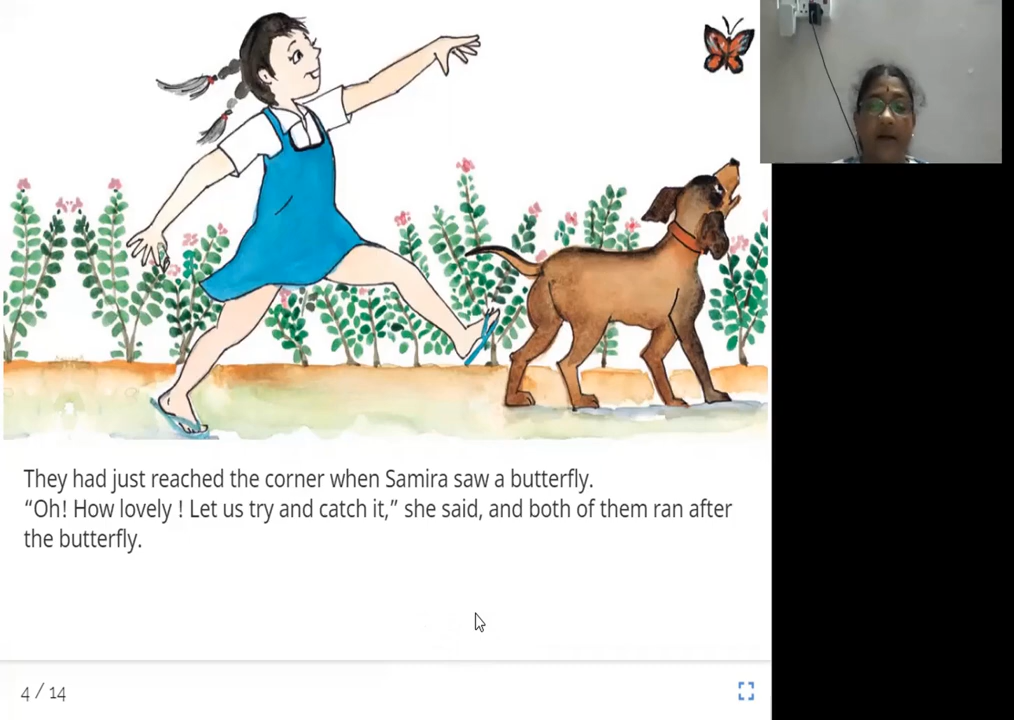 They had just reached the corner when Samira saw a butterfly.
“Oh! How lovely ! Let us try and catch it,” she said, and both of them ran after
the butterfly.
4 / 14